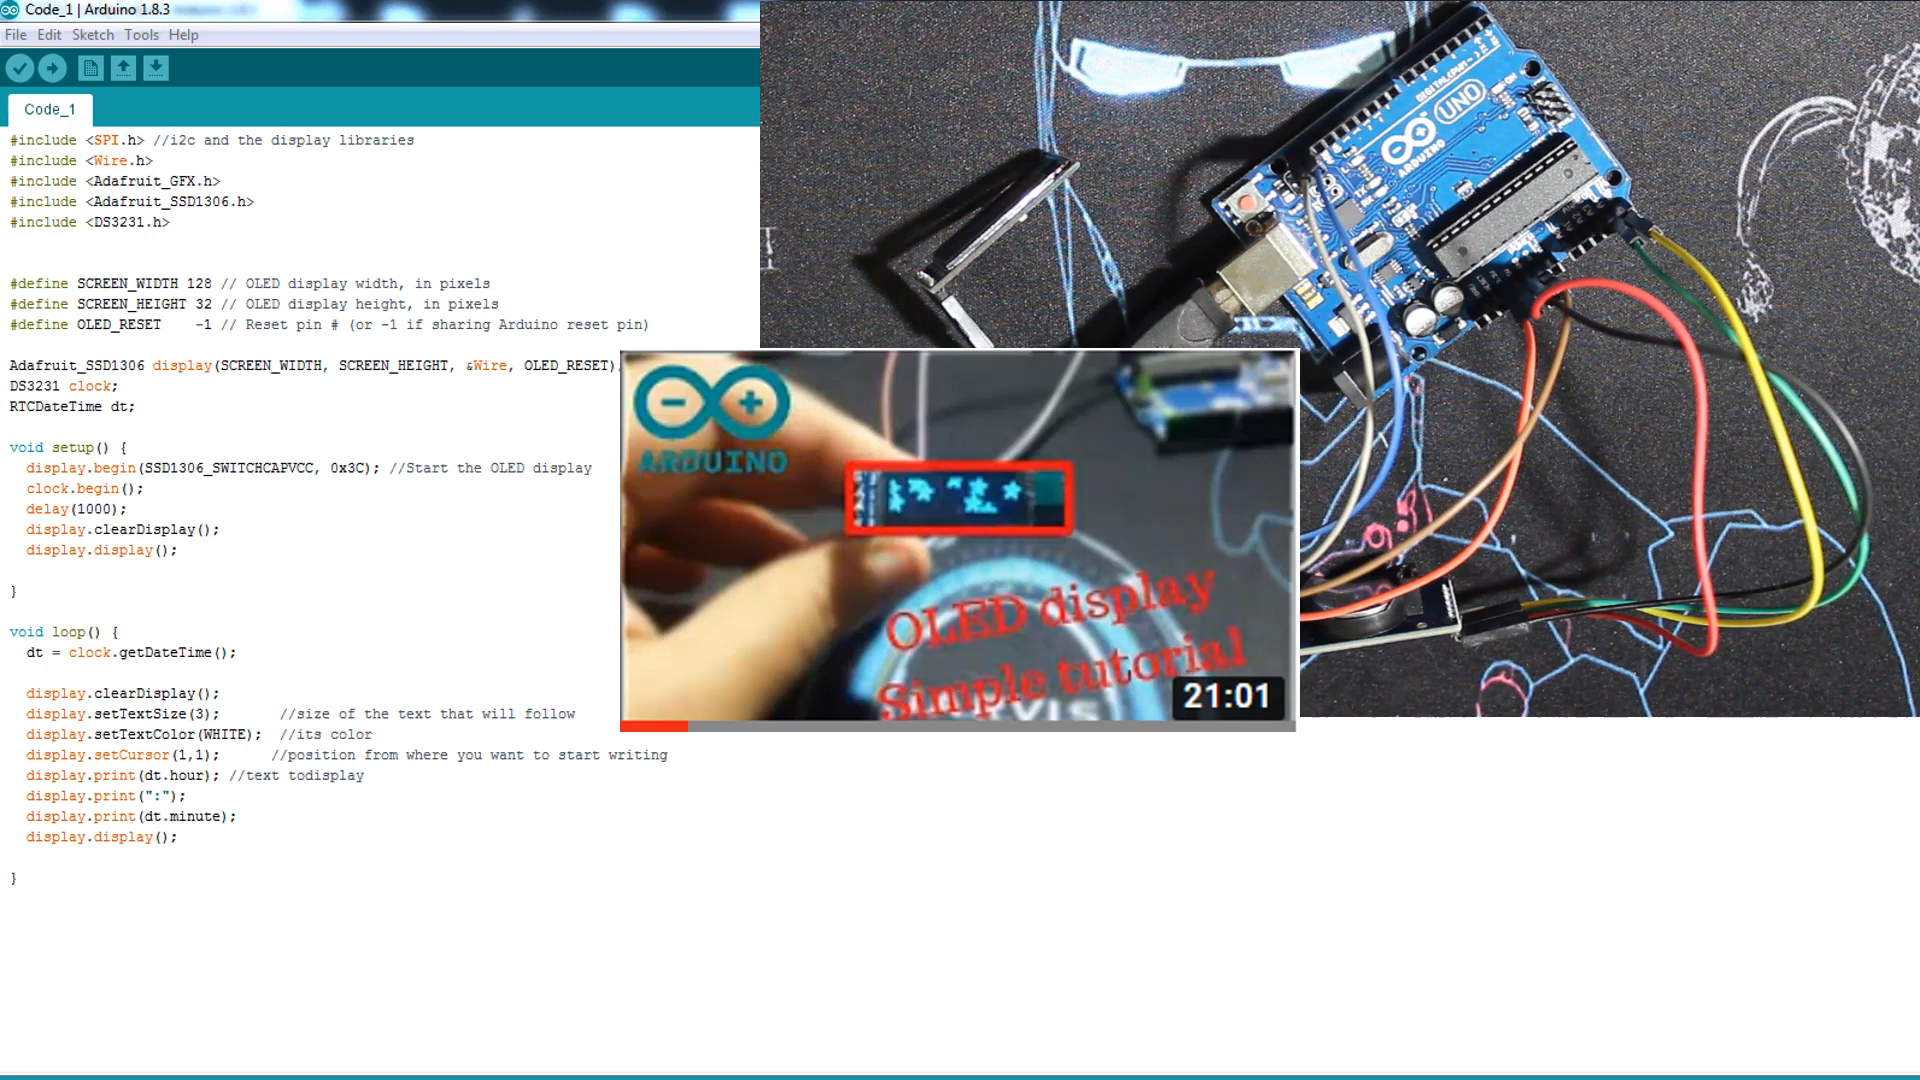 Code_1 | Arduino 1.8.3
File Edit Sketch Tools Help
Code_1
#include <SPI.h> //i2c and the display libraries
#include <Wire.h>
#include <Adafruit_GFX.h>
#include <Adafruit_SSD1306.h>
#include <DS3231.h>
#define SCREEN_WIDTH 128 // OLED display width, in pixels
#define SCREEN_HEIGHT 32 // OLED display height, in pixels
#define OLED_RESET    -1 // Reset pin # (or -1 if sharing Arduino reset pin)
Adafruit_SSD1306 display(SCREEN_WIDTH, SCREEN_HEIGHT, &Wire, OLED_RESET)
DS3231 clock;
RTCDateTime dt;
void setup() {
  display.begin(SSD1306_SWITCHCAPVCC, 0x3C); //Start the OLED display
  clock.begin();
  delay(1000);
  display.clearDisplay();
  display.display();
}
void loop() {
  dt = clock.getDateTime();
  display.clearDisplay();
  display.setTextSize(3);       //size of the text that will follow
  display.setTextColor(WHITE);  //its color
  display.setCursor(1,1);      //position from where you want to start writing
  display.print(dt.hour); //text todisplay
  display.print(":");
  display.print(dt.minute);
  display.display();
}
ARDUINO
OLED display
Simple tutorial
21:01
DIGITAL (PWM~)
UNO
ARDUINO